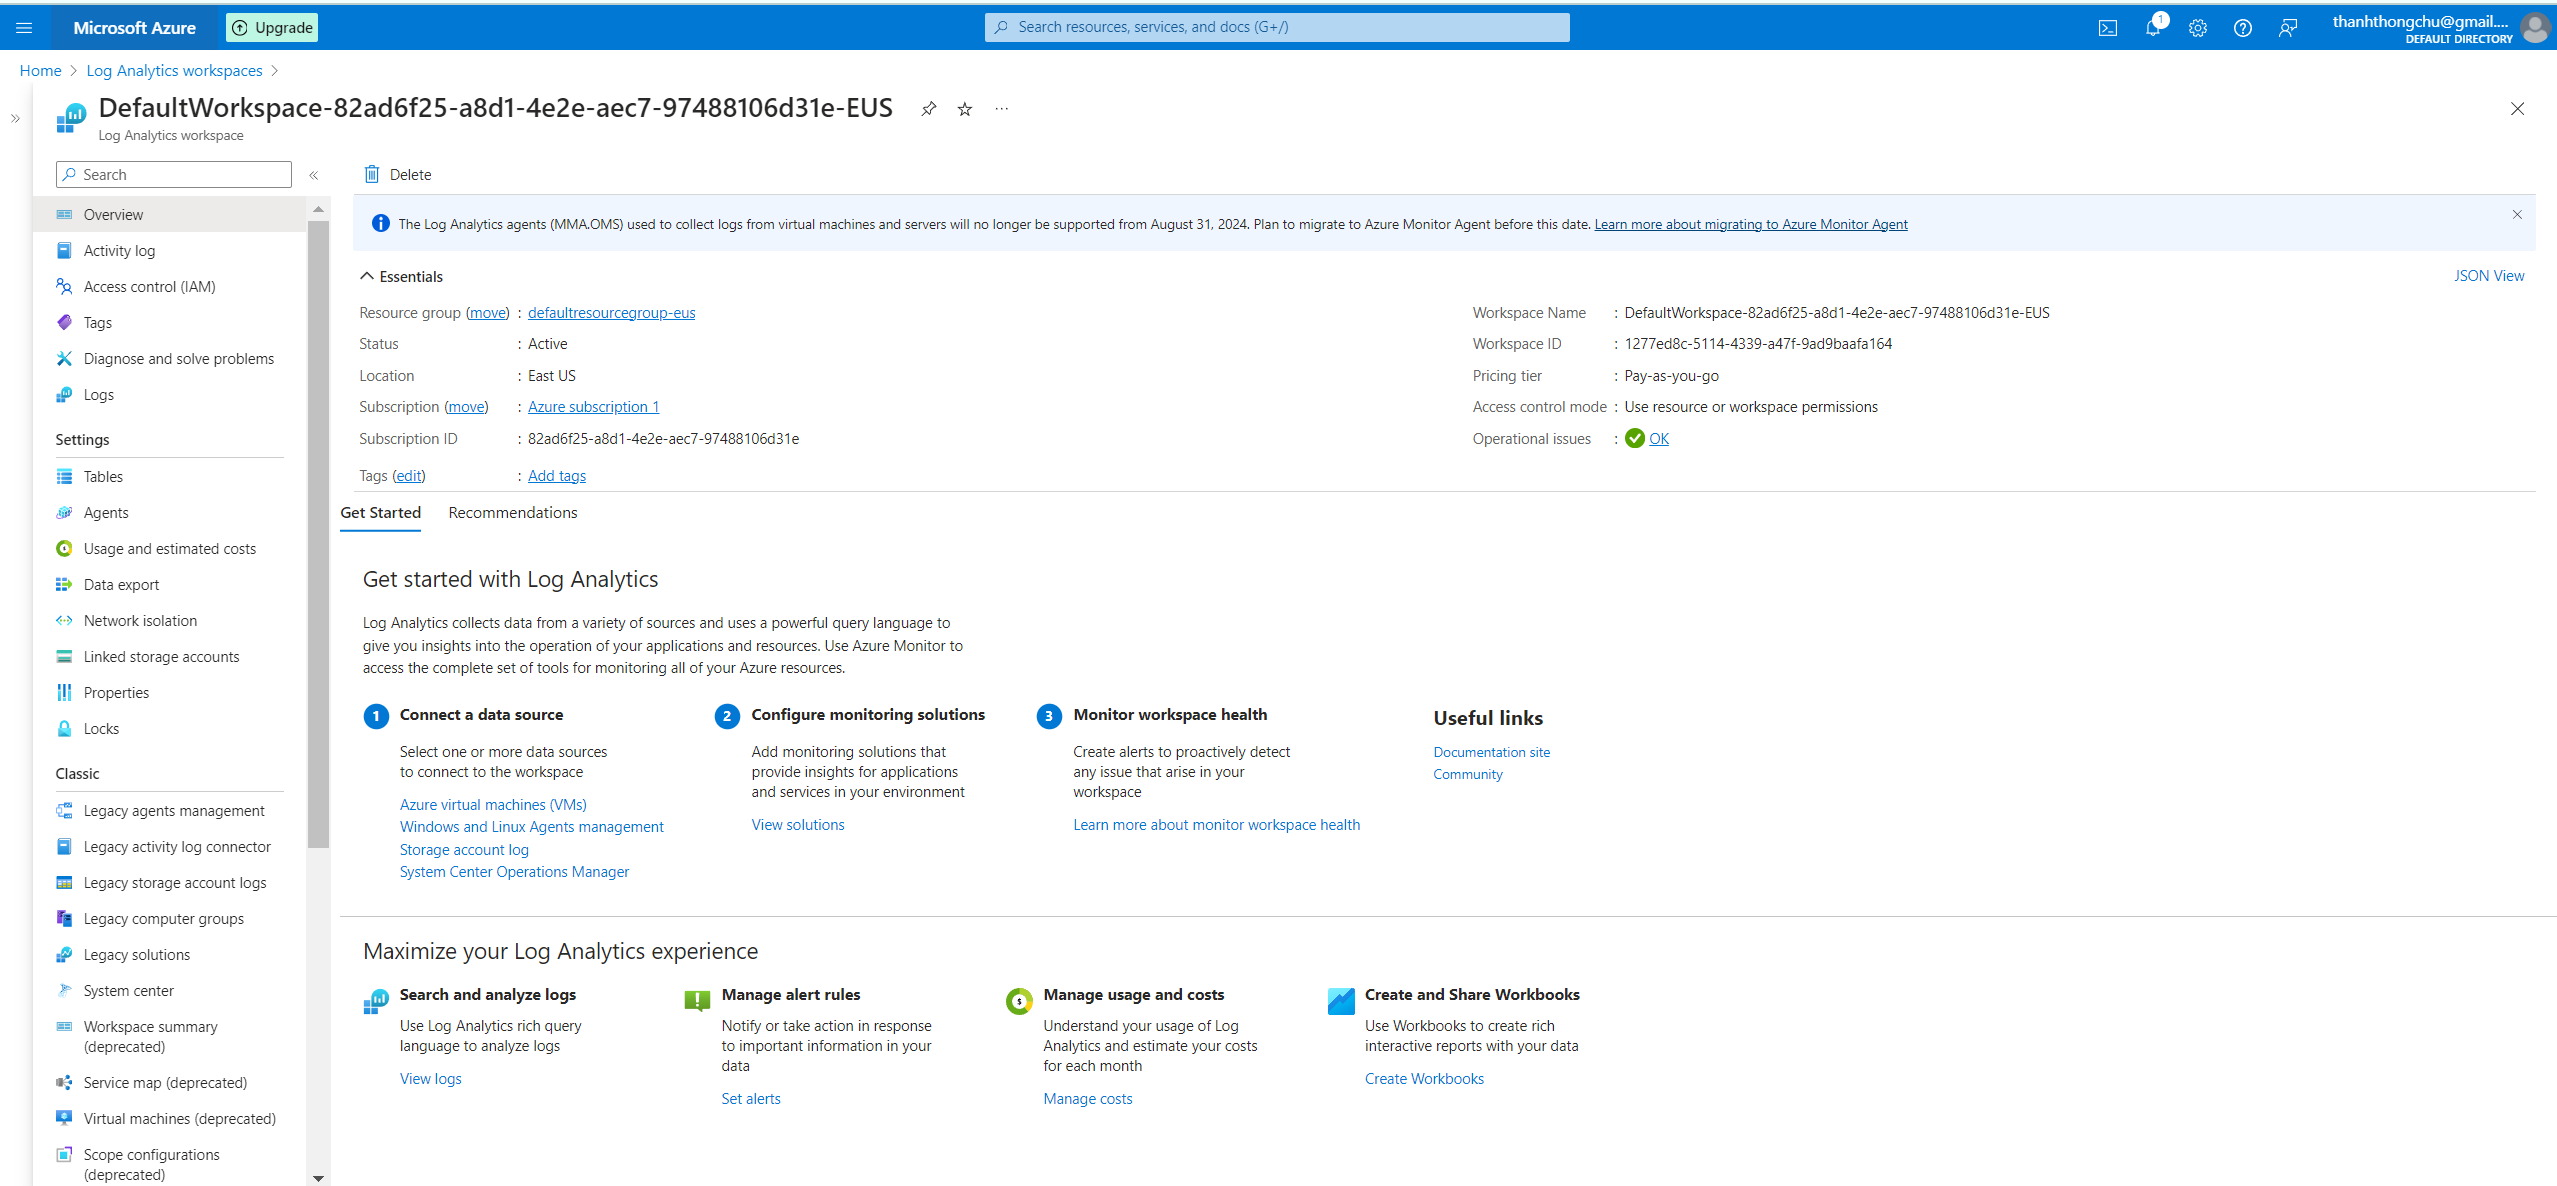 Microsoft Azure
Upgrade
Search resources, services, and docs (G+/)
1
thanhthongchu@gmail....
DEFAULT DIRECTORY
Home > Log Analytics workspaces >
DefaultWorkspace-82ad6f25-a8d1-4e2e-aec7-97488106d31e-EUS
Log Analytics workspace
Search
Overview
Activity log
Access control (IAM)
Tags
Diagnose and solve problems
Logs
Settings
Tables
Agents
Usage and estimated costs
Data export
Network isolation
Linked storage accounts
Properties
Locks
Classic
Legacy agents management
Legacy activity log connector
Legacy storage account logs
Legacy computer groups
Legacy solutions
System center
Workspace summary
(deprecated)
Service map (deprecated)
Virtual machines (deprecated)
Scope configurations
(deprecated)
Delete
The Log Analytics agents (MMA.OMS) used to collect logs from virtual machines and servers will no longer be supported from August 31, 2024. Plan to migrate to Azure Monitor Agent before this date. Learn more about migrating to Azure Monitor Agent
Essentials
JSON View
Resource group (move) : defaultresourcegroup-eus
Status : Active
Location : East US
Subscription (move) : Azure subscription 1
Subscription ID : 82ad6f25-a8d1-4e2e-aec7-97488106d31e
Tags (edit) : Add tags
Workspace Name : DefaultWorkspace-82ad6f25-a8d1-4e2e-aec7-97488106d31e-EUS
Workspace ID : 1277ed8c-5114-4339-a47f-9ad9baafa164
Pricing tier : Pay-as-you-go
Access control mode : Use resource or workspace permissions
Operational issues : OK
Get Started
Recommendations
Get started with Log Analytics
Log Analytics collects data from a variety of sources and uses a powerful query language to
give you insights into the operation of your applications and resources. Use Azure Monitor to
access the complete set of tools for monitoring all of your Azure resources.
1 Connect a data source
Select one or more data sources
to connect to the workspace
Azure virtual machines (VMs)
Windows and Linux Agents management
Storage account log
System Center Operations Manager
2 Configure monitoring solutions
Add monitoring solutions that
provide insights for applications
and services in your environment
View solutions
3 Monitor workspace health
Create alerts to proactively detect
any issue that arise in your
workspace
Learn more about monitor workspace health
Useful links
Documentation site
Community
Maximize your Log Analytics experience
Search and analyze logs
Use Log Analytics rich query
language to analyze logs
View logs
Manage alert rules
Notify or take action in response
to important information in your
data
Set alerts
Manage usage and costs
Understand your usage of Log
Analytics and estimate your costs
for each month
Manage costs
Create and Share Workbooks
Use Workbooks to create rich
interactive reports with your data
Create Workbooks